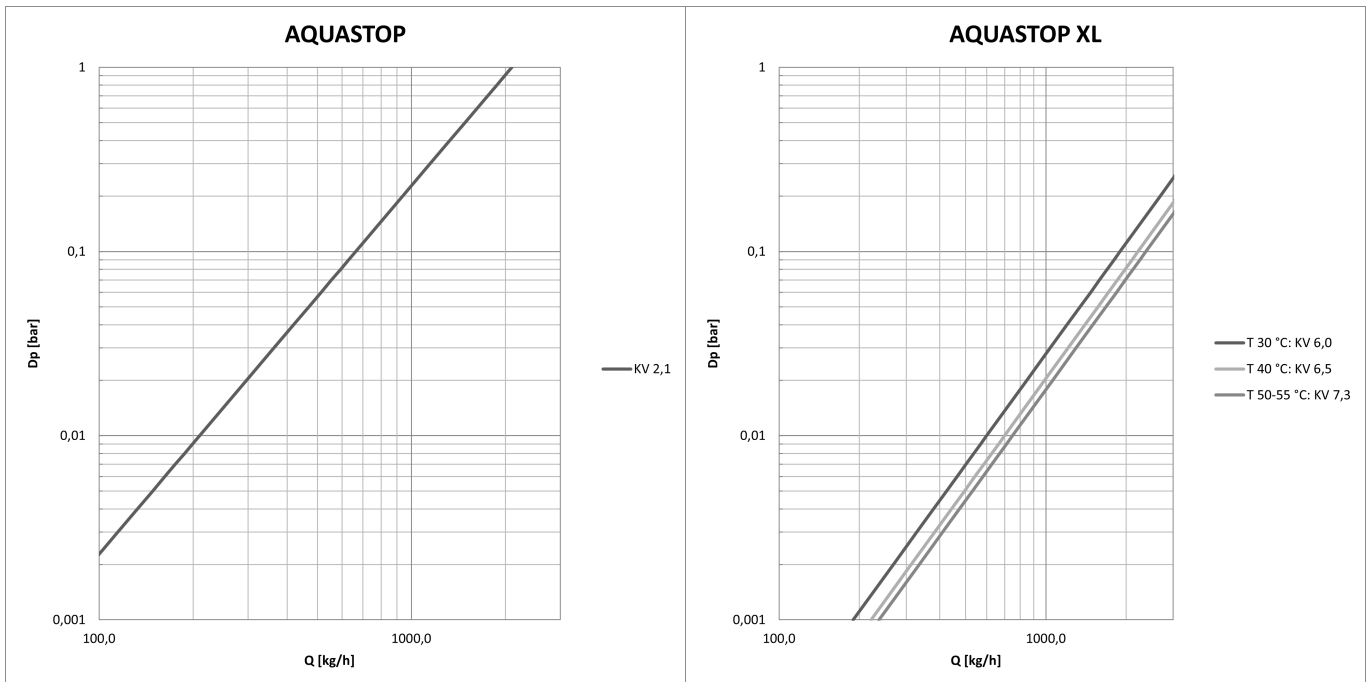 AQUASTOP
1
0,1
0,01
0,001
Dp [bar]
100,0
1000,0
Q [kg/h]
KV 2,1
AQUASTOP XL
1
0,1
0,01
0,001
Dp [bar]
100,0
1000,0
Q [kg/h]
T 30 °C: KV 6,0
T 40 °C: KV 6,5
T 50-55 °C: KV 7,3